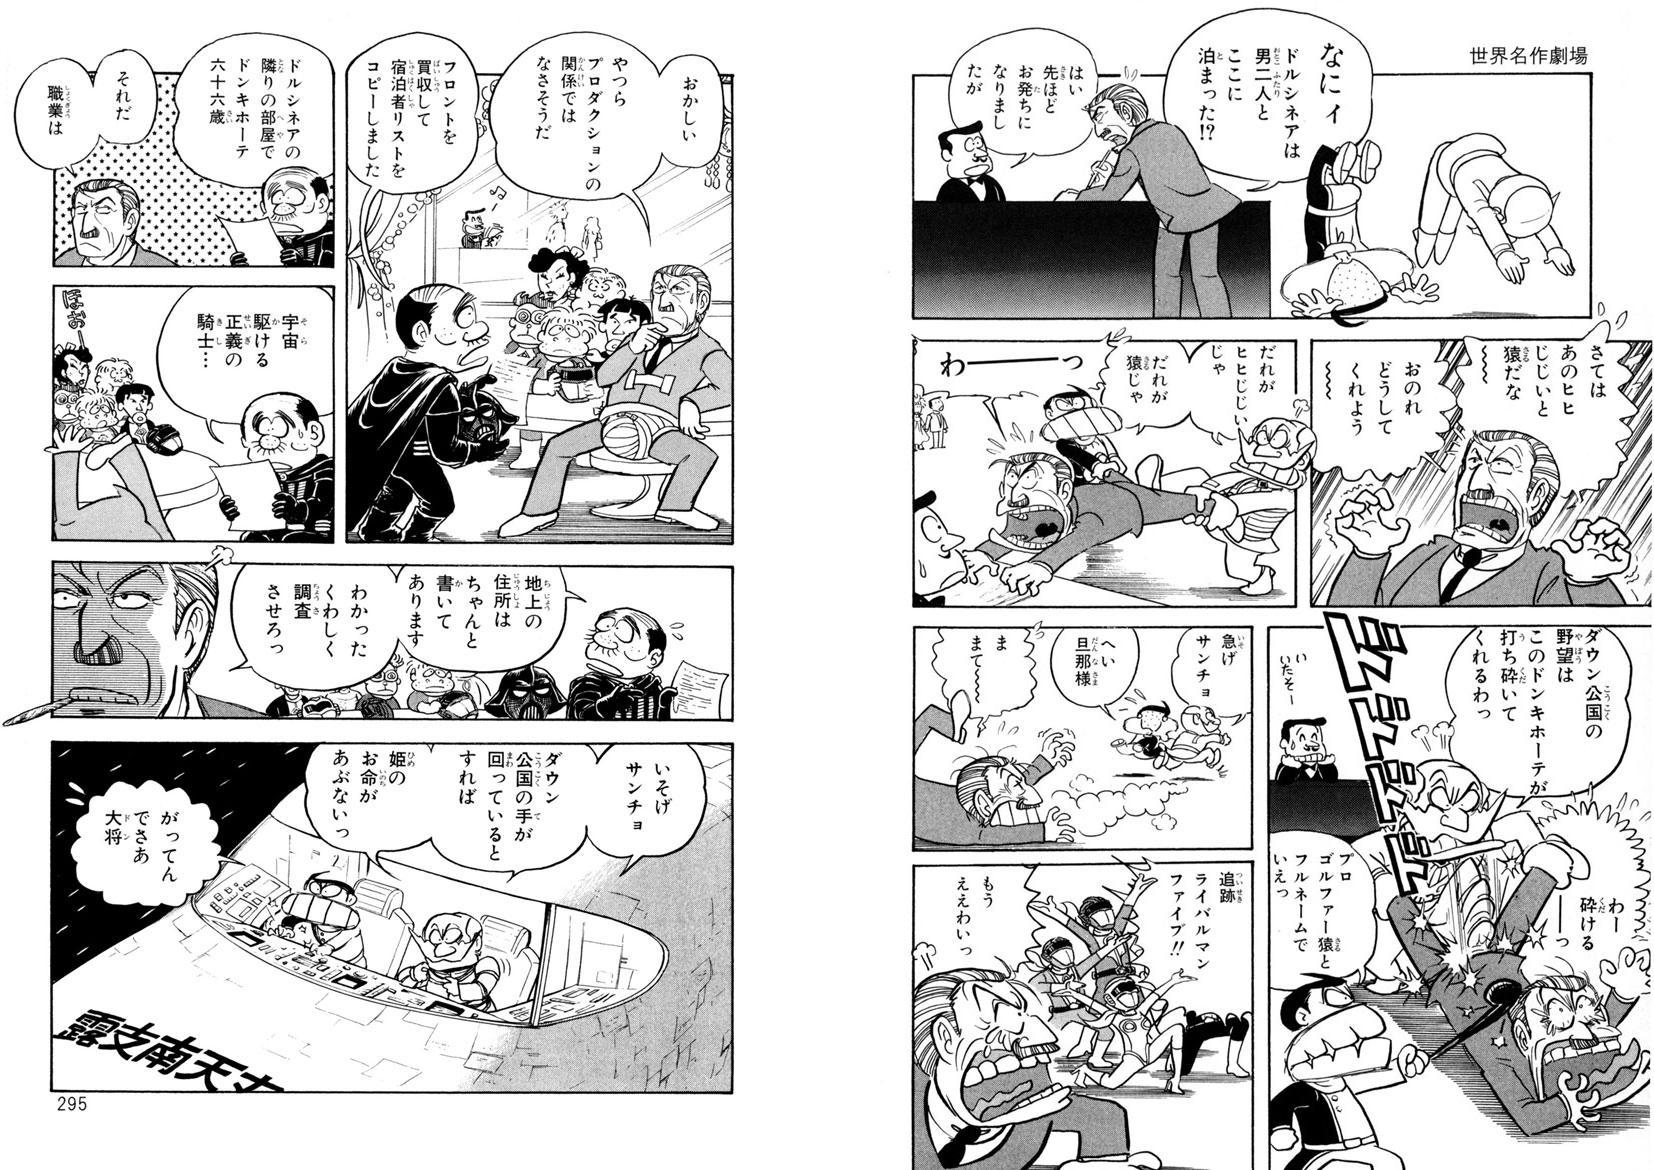 世界名作劇場
なにィ
ドルシネアは
男二人と
ここに
泊まった!?
はい
先ほど
お発ちに
なりまし
たが
さては
あのヒヒ
じじいと
猿だな
〜〜
おのれ
どうして
くれよう
〜〜
だれが
ヒヒじじい
じゃ
だれが
猿じゃ
わーーっ
ダウン公国の
野望は
このドンキホーテが
打ち砕いて
くれるわっ
い
いたそー
わー
砕ける
ーーっ
プロ
ゴルファー猿と
フルネームで
いえっ
急げ
サンチョ
へい
旦那様
ま
まて〜〜
追跡
ライバルマン
ファイブ!!
もう
ええわいっ
おかしい
やつら
プロダクションの
関係では
なさそうだ
フロントを
買収して
宿泊者リストを
コピーしました
ドルシネアの
隣りの部屋で
ドンキホーテ
六十六歳
それだ
職業は
宇宙
駆ける
正義の
騎士…
ほおー
地上の
住所は
ちゃんと
書いて
あります
わかった
くわしく
調査
させろっ
いそげ
サンチョ
ダウン
公国の手が
回っていると
すれば
姫の
お命が
あぶないっ
がってん
でさあ
大将
露支南天
295